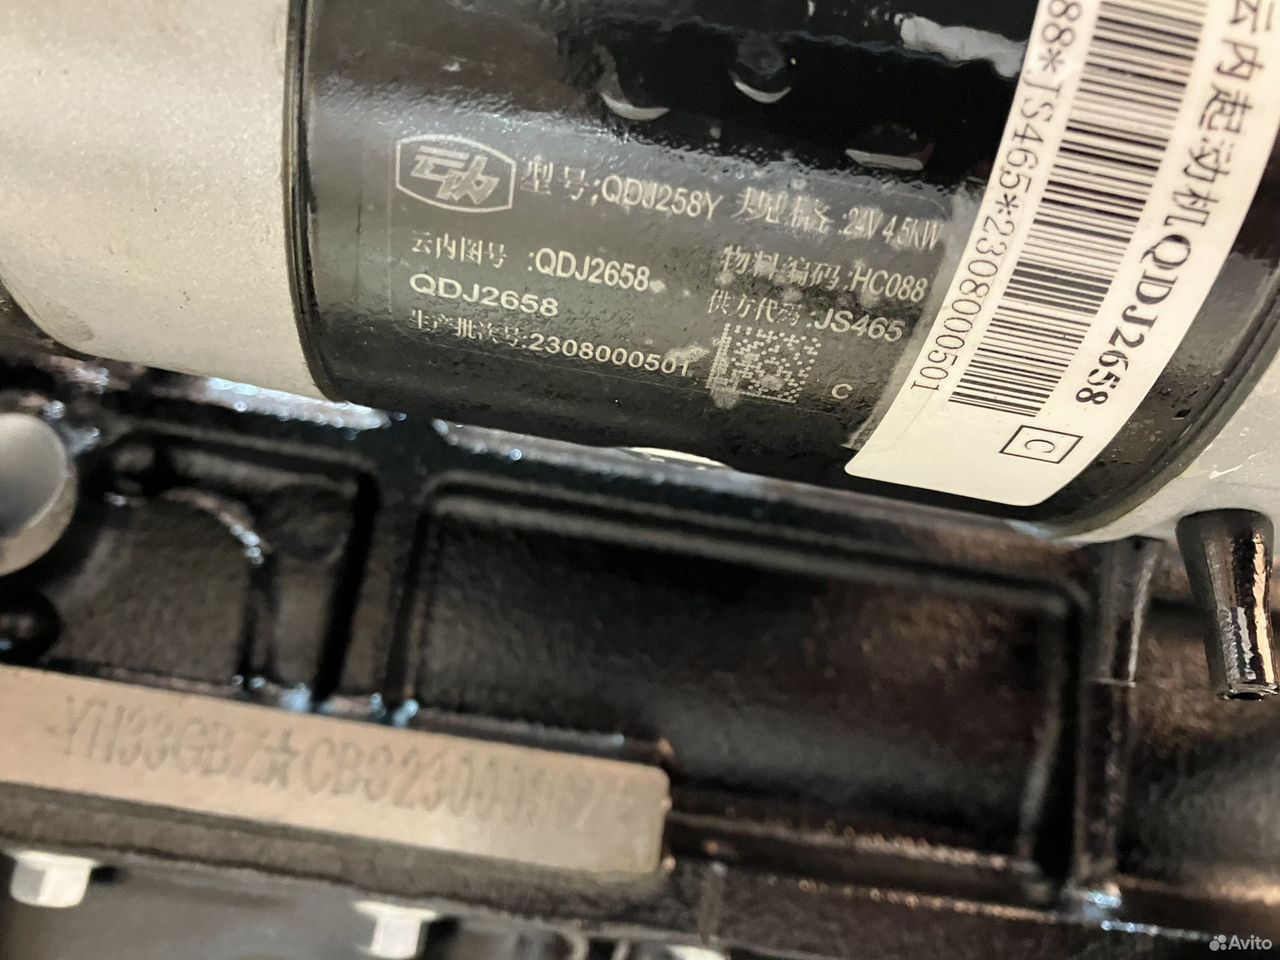 云内
型号:QDJ258Y 规格:24V 4.5KW
云内图号:QDJ2658 物料编码:HC088
QDJ2658 供方代码:JS465
生产批次号:2308000501
C
云内起动机QDJ2658
88*JS465*2308000501
C
YN33GBZ☆CBS
Avito